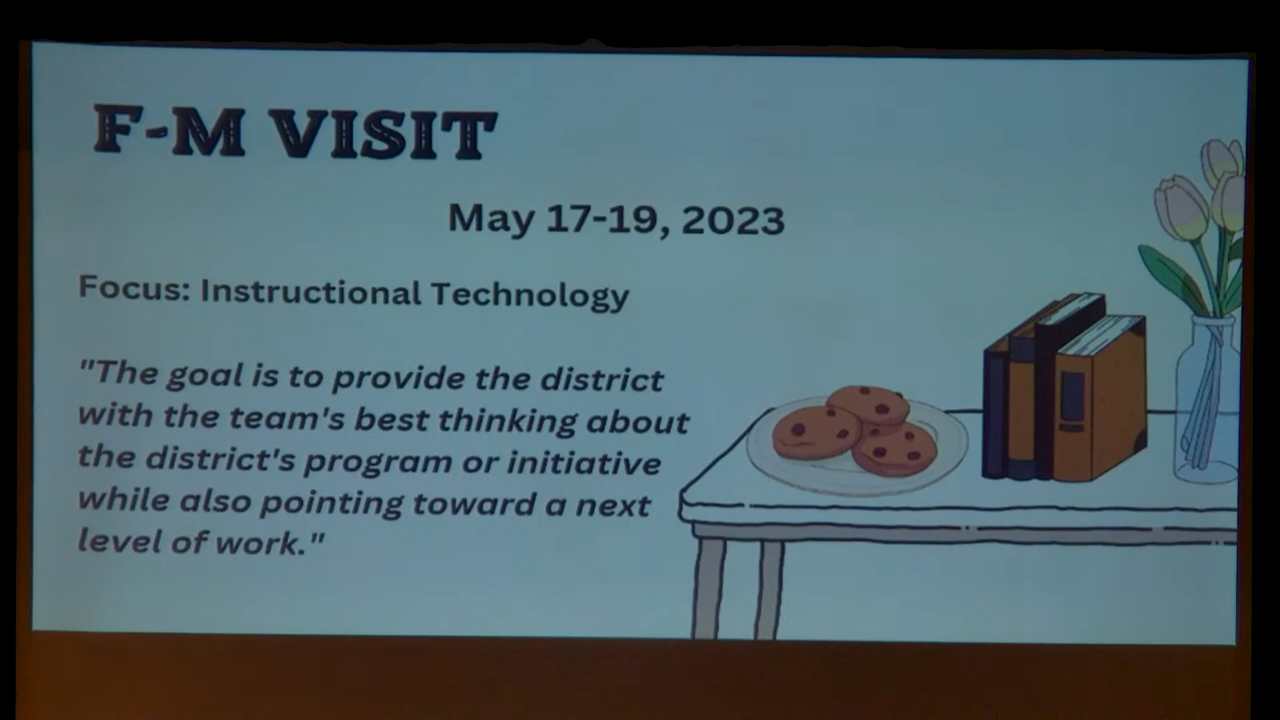 F-M VISIT
May 17-19, 2023
Focus: Instructional Technology
"The goal is to provide the district
with the team's best thinking about
the district's program or initiative
while also pointing toward a next
level of work."